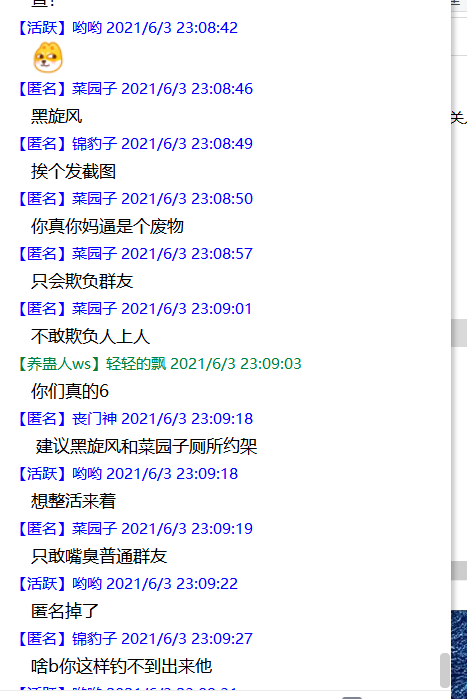 【活跃】哟哟 2021/6/3 23:08:42
【匿名】菜园子 2021/6/3 23:08:46
黑旋风
【匿名】锦豹子 2021/6/3 23:08:49
挨个发截图
【匿名】菜园子 2021/6/3 23:08:50
你真你妈逼是个废物
【匿名】菜园子 2021/6/3 23:08:57
只会欺负群友
【匿名】菜园子 2021/6/3 23:09:01
不敢欺负人上人
【养蛊人ws】轻轻的飘 2021/6/3 23:09:03
你们真的6
【匿名】丧门神 2021/6/3 23:09:18
建议黑旋风和菜园子厕所约架
【活跃】哟哟 2021/6/3 23:09:18
想整活来着
【匿名】菜园子 2021/6/3 23:09:19
只敢嘴臭普通群友
【活跃】哟哟 2021/6/3 23:09:22
匿名掉了
【匿名】锦豹子 2021/6/3 23:09:27
啥b你这样钓不到出来他